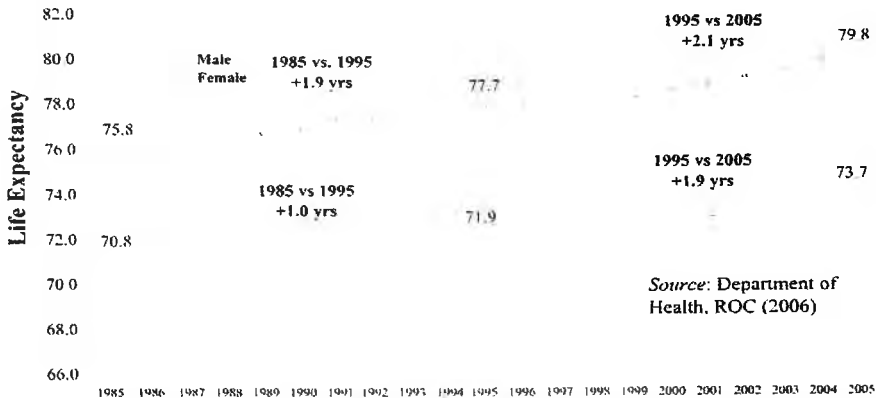 82.0
80.0
78.0
76.0
74.0
72.0
70.0
68.0
66.0
Life Expectancy
Male
Female
1985 vs. 1995
+1.9 yrs
1995 vs 2005
+2.1 yrs
79.8
77.7
75.8
1985 vs 1995
+1.0 yrs
1995 vs 2005
+1.9 yrs
73.7
71.9
70.8
Source: Department of
Health, ROC (2006)
1985 1986 1987 1988 1989 1990 1991 1992 1993 1994 1995 1996 1997 1998 1999 2000 2001 2002 2003 2004 2005